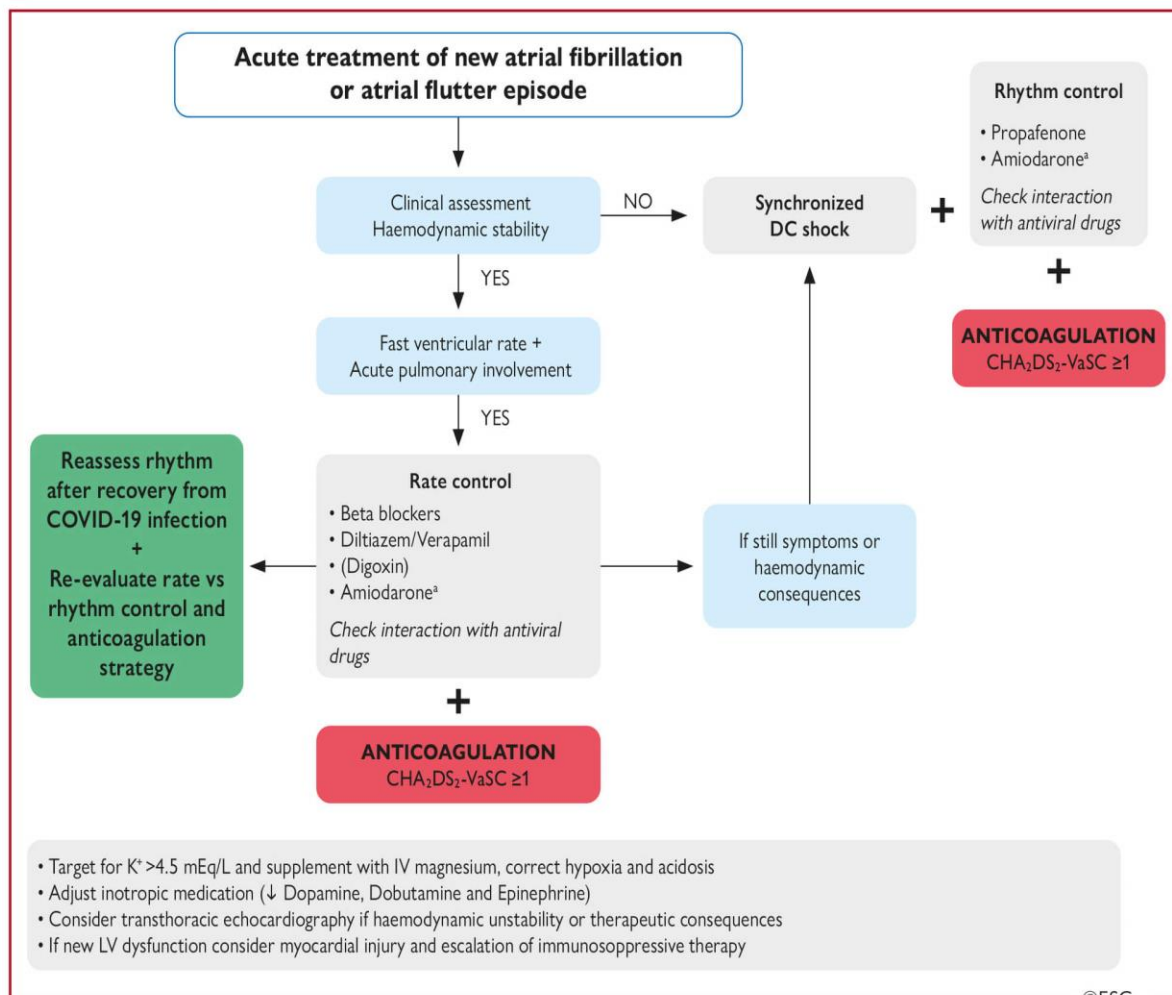 Acute treatment of new atrial fibrillation
or atrial flutter episode
Clinical assessment
Haemodynamic stability
NO
Synchronized
DC shock
+
Rhythm control
• Propafenone
• Amiodaroneᵃ
Check interaction
with antiviral drugs
+
ANTICOAGULATION
CHA₂DS₂-VaSC ≥1
YES
Fast ventricular rate +
Acute pulmonary involvement
YES
Rate control
• Beta blockers
• Diltiazem/Verapamil
• (Digoxin)
• Amiodaroneᵃ
Check interaction with antiviral
drugs
+
ANTICOAGULATION
CHA₂DS₂-VaSC ≥1
Reassess rhythm
after recovery from
COVID-19 infection
+
Re-evaluate rate vs
rhythm control and
anticoagulation
strategy
If still symptoms or
haemodynamic
consequences
• Target for K⁺ >4.5 mEq/L and supplement with IV magnesium, correct hypoxia and acidosis
• Adjust inotropic medication (↓ Dopamine, Dobutamine and Epinephrine)
• Consider transthoracic echocardiography if haemodynamic unstability or therapeutic consequences
• If new LV dysfunction consider myocardial injury and escalation of immunosoppressive therapy